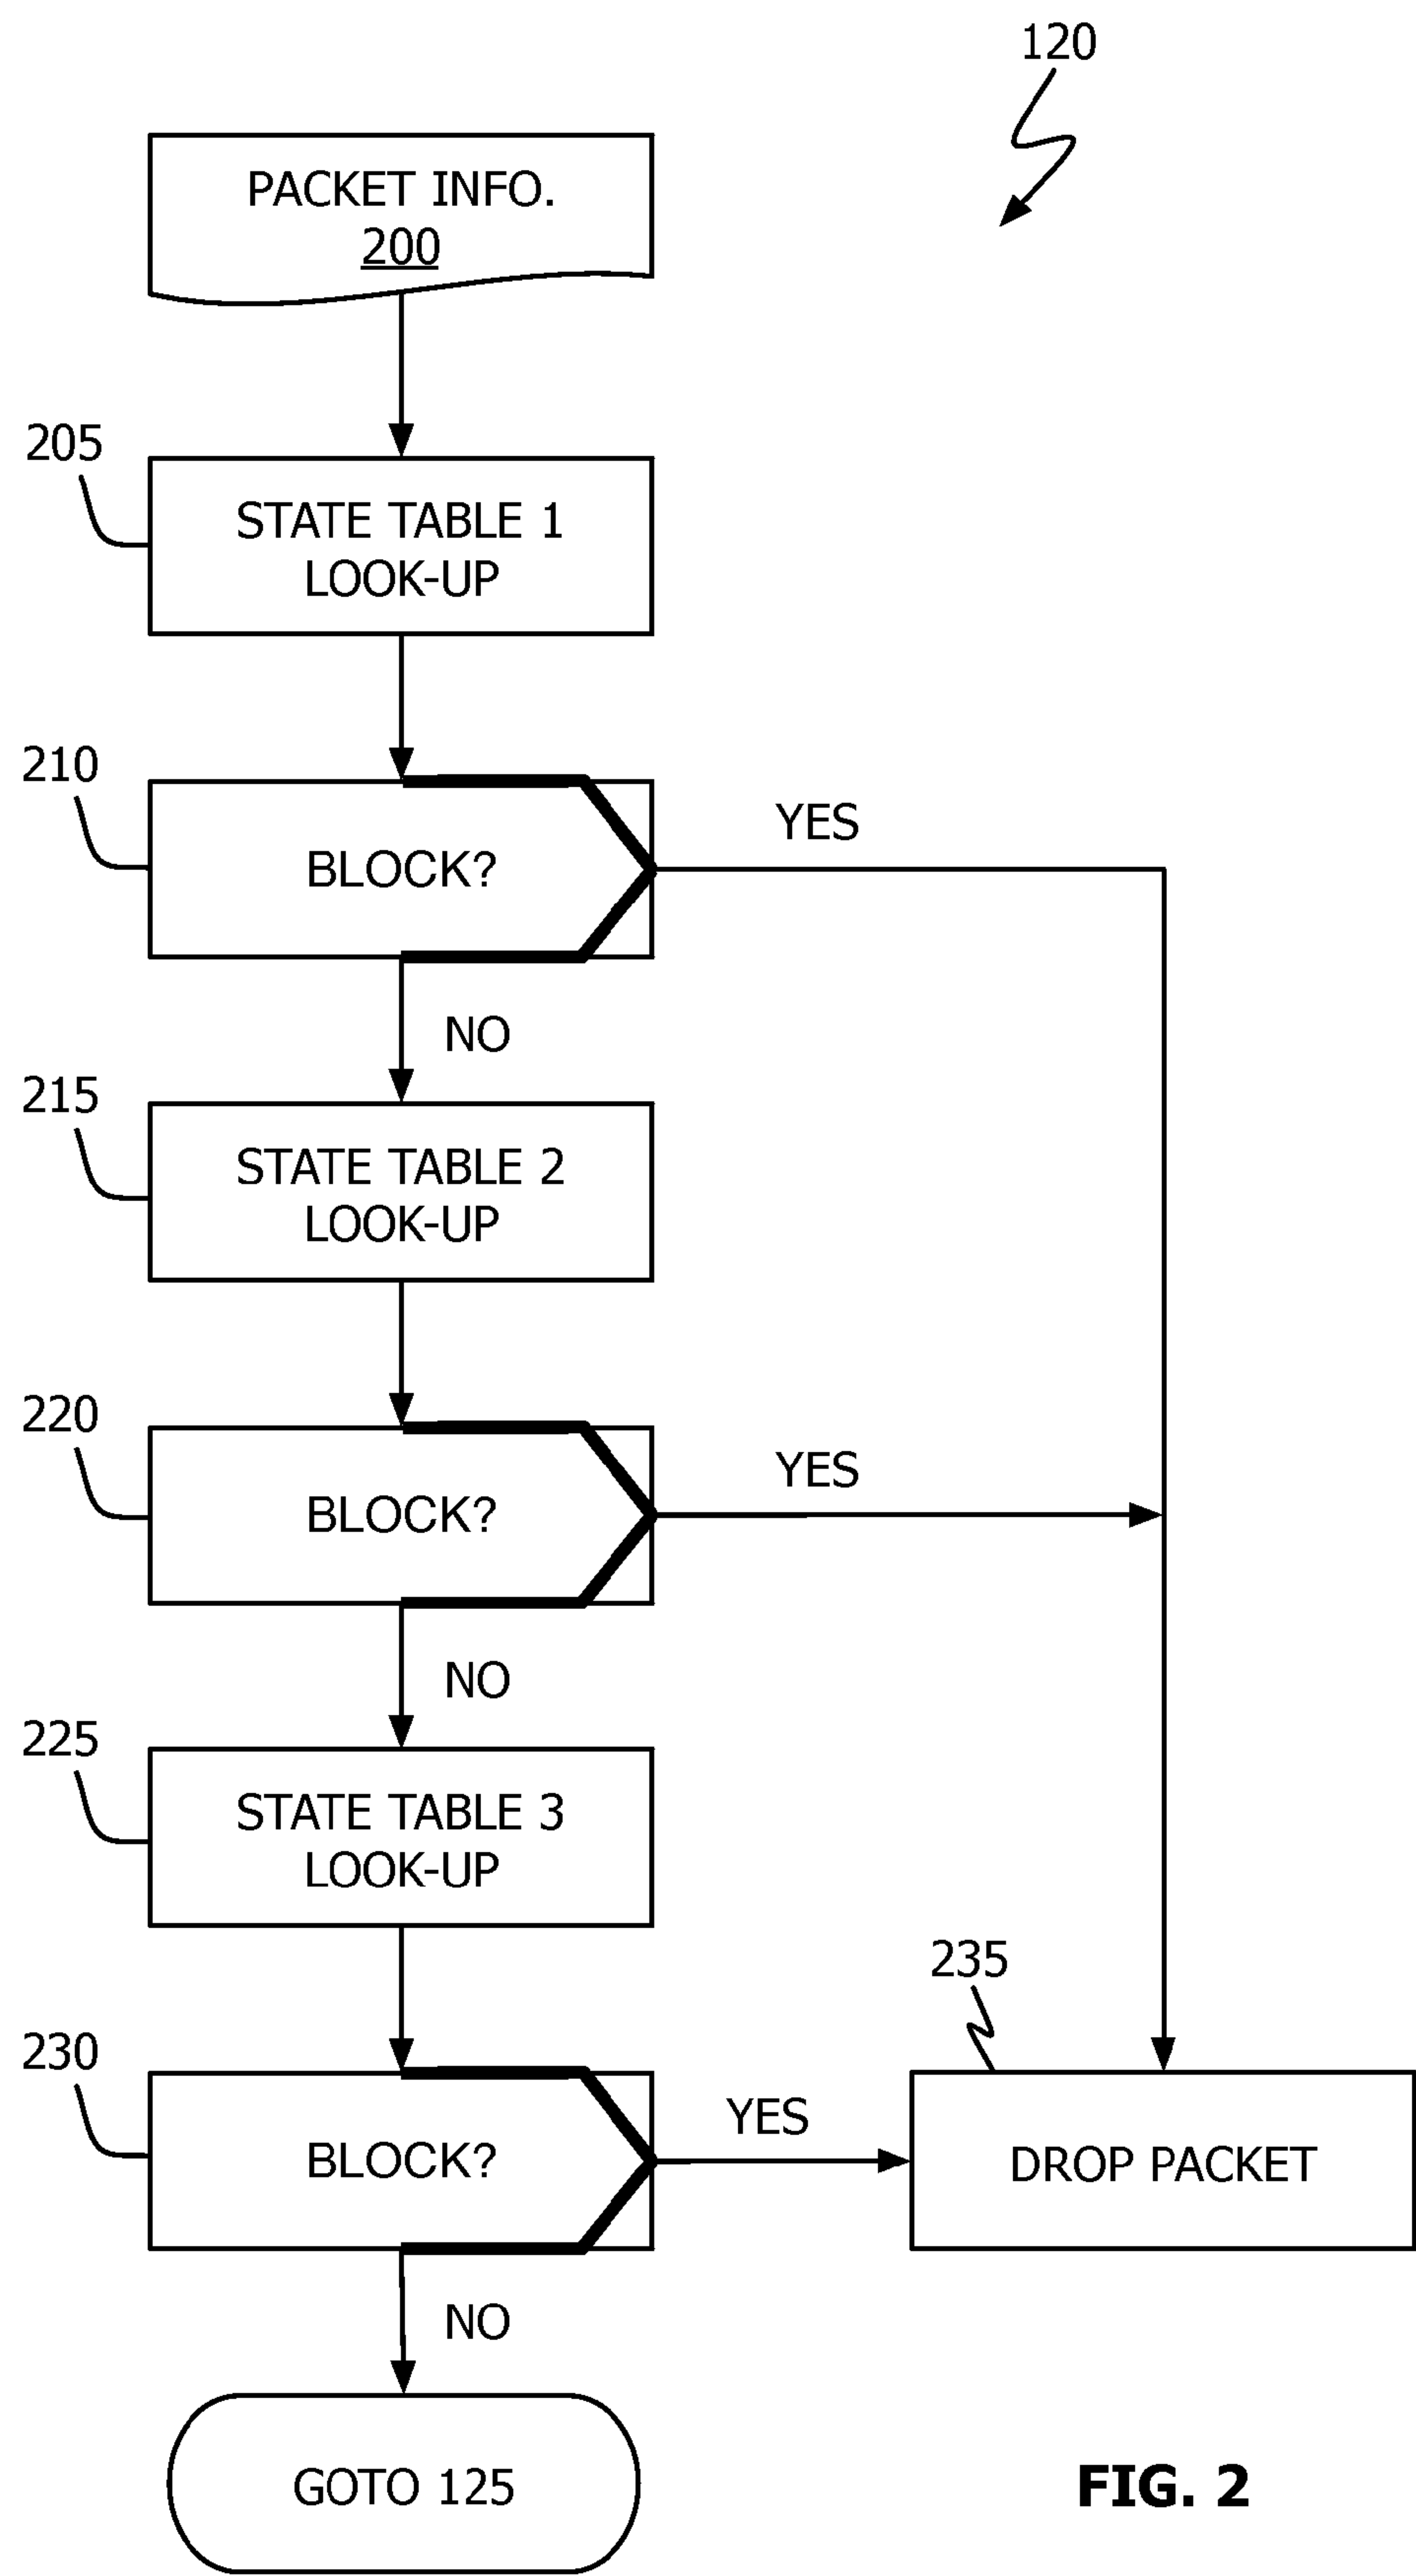 120
PACKET INFO.
200
205
STATE TABLE 1
LOOK-UP
210
BLOCK?
YES
NO
215
STATE TABLE 2
LOOK-UP
220
BLOCK?
YES
NO
225
STATE TABLE 3
LOOK-UP
230
BLOCK?
YES
235
DROP PACKET
NO
GOTO 125
FIG. 2